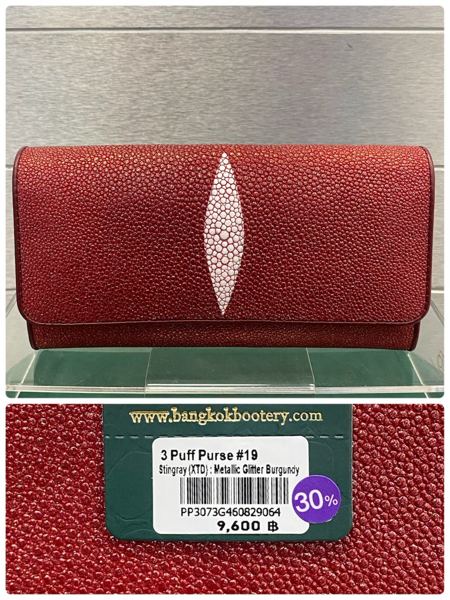 www.bangkokbootery.com
3 Puff Purse #19
Stingray (XTD) : Metallic Glitter Burgundy
PP3073G460829064
9,600 ฿
30%